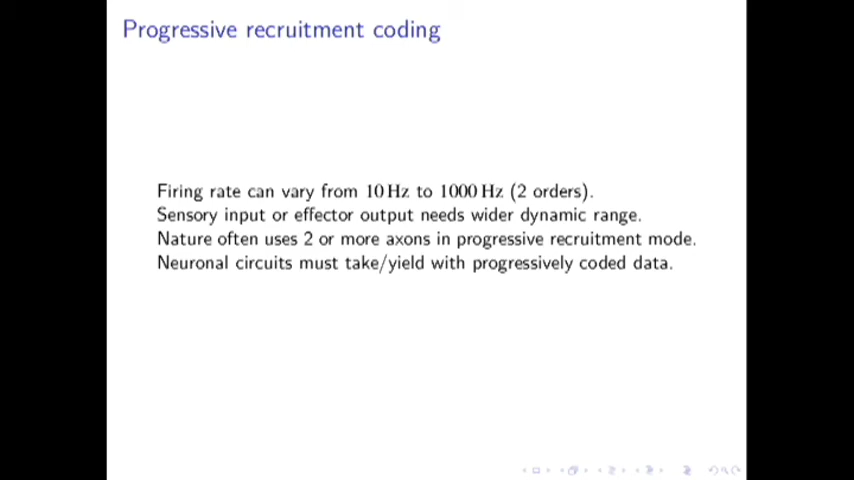 Progressive recruitment coding
Firing rate can vary from 10 Hz to 1000 Hz (2 orders).
Sensory input or effector output needs wider dynamic range.
Nature often uses 2 or more axons in progressive recruitment mode.
Neuronal circuits must take/yield with progressively coded data.